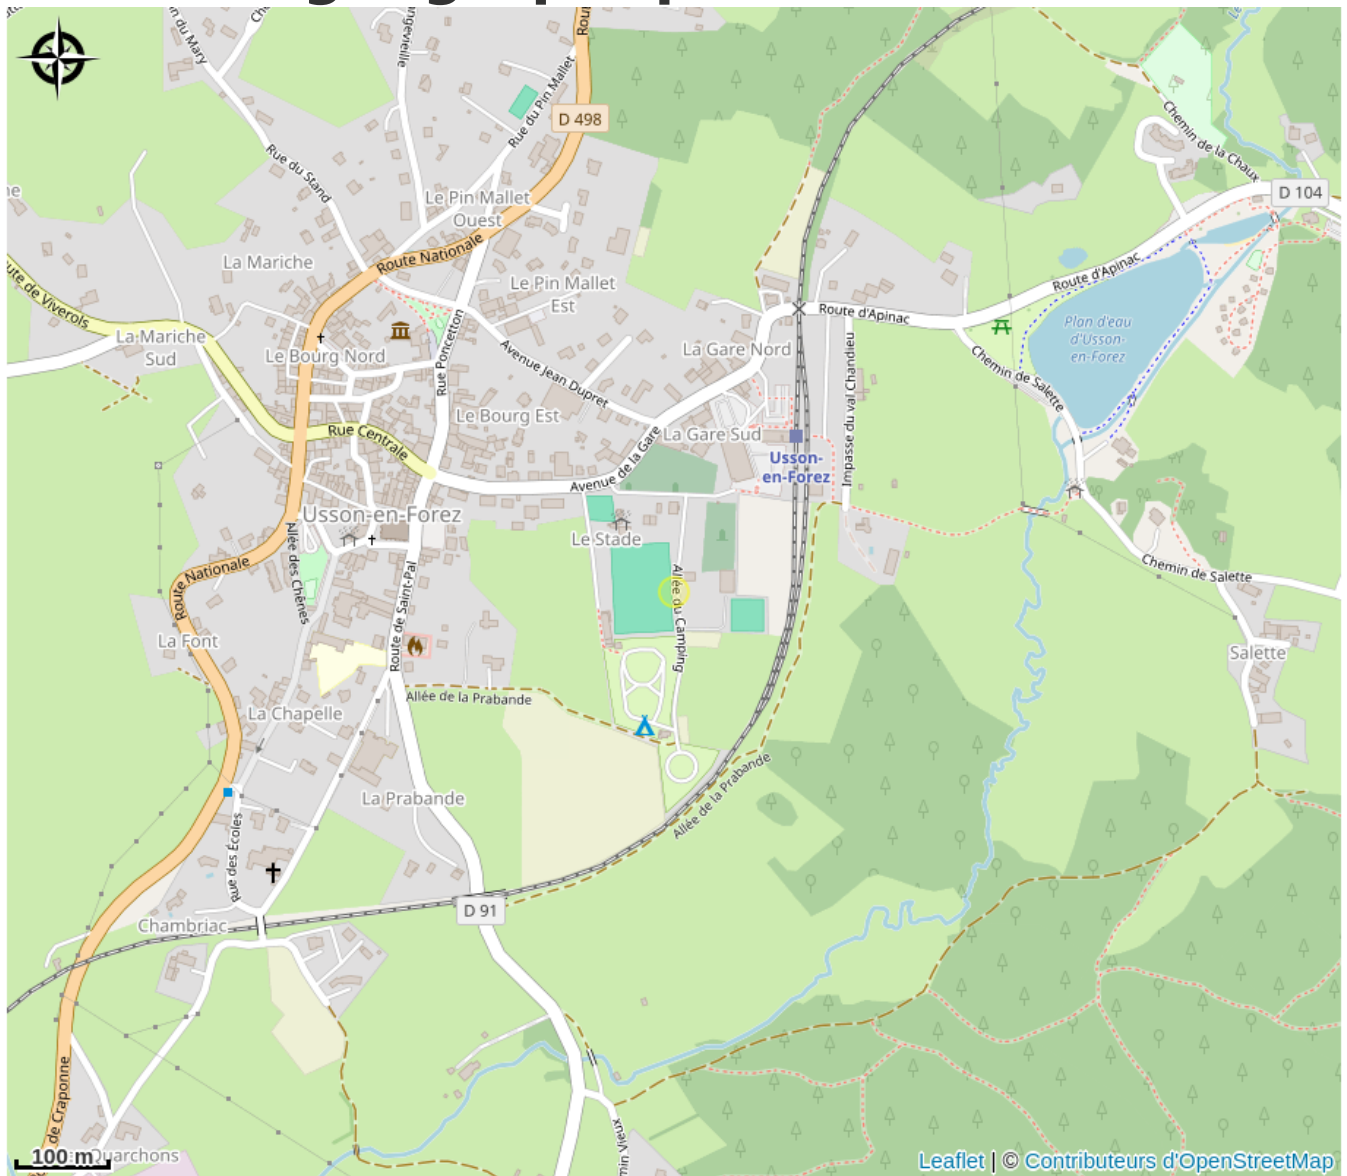 D 498
D 104
Rue du Pin Mallet
Rue du Stand
Chemin de la Chaux
Le Pin Mallet
Ouest
Route Nationale
La Mariche
Le Pin Mallet
Est
Route d'Apinac
Route d'Apinac
La Mariche
Sud
Le Bourg Nord
Rue Poncetton
Avenue Jean Dupret
La Gare Nord
Plan d'eau
d'Usson-
en-Forez
Chemin de Salette
Impasse du val Chandieu
Le Bourg Est
Rue Centrale
La Gare Sud
Usson-
en-Forez
Avenue de la Gare
Usson-en-Forez
Le Stade
Allée des Chênes
Route Nationale
Route de Saint-Pal
Allée du Camping
Chemin de Salette
La Font
Salette
Allée de la Prabande
La Chapelle
La Prabande
Allée de la Prabande
Rue des Écoles
D 91
Chambriac
de Craponne
100 m
Quarchons
Leaflet | © Contributeurs d'OpenStreetMap